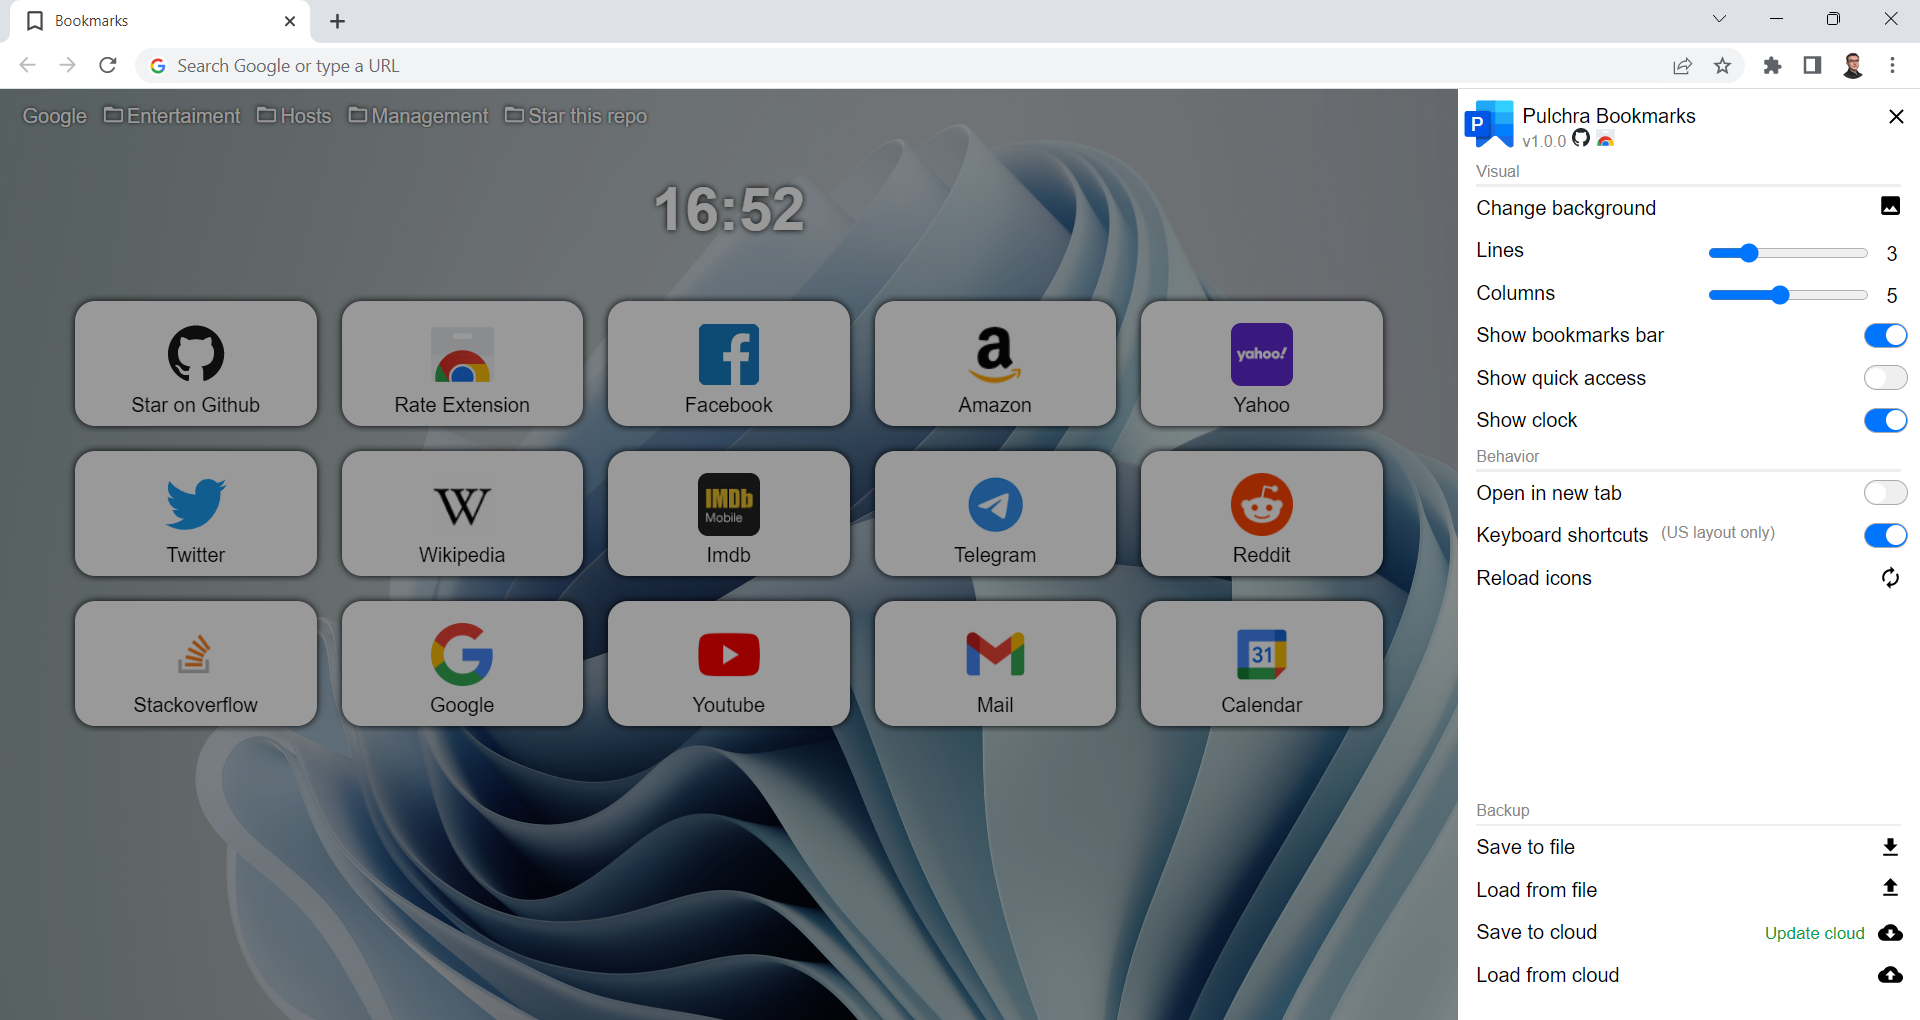 Bookmarks
Search Google or type a URL
Google Entertaiment Hosts Management Star this repo
16:52
Star on Github
Rate Extension
Facebook
Amazon
yahoo!
Yahoo
Twitter
Wikipedia
IMDb
Mobile
Imdb
Telegram
Reddit
Stackoverflow
Google
Youtube
Mail
31
Calendar
P
Pulchra Bookmarks
v1.0.0
Visual
Change background
Lines 3
Columns 5
Show bookmarks bar
Show quick access
Show clock
Behavior
Open in new tab
Keyboard shortcuts (US layout only)
Reload icons
Backup
Save to file
Load from file
Save to cloud Update cloud
Load from cloud